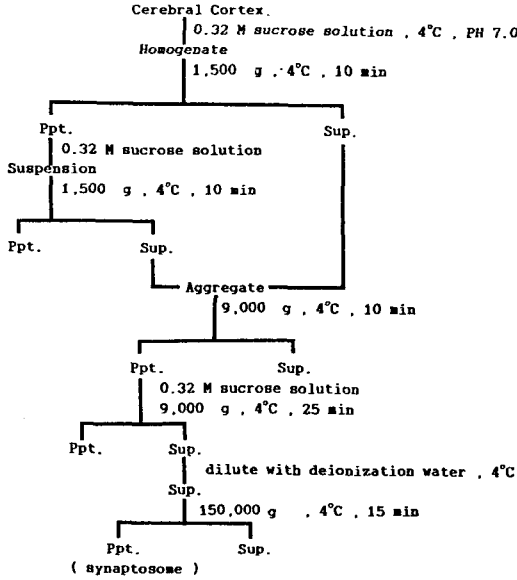 Cerebral Cortex.
0.32 M sucrose solution , 4°C , PH 7.0
Homogenate
1,500 g , 4°C , 10 min
Ppt. Sup.
0.32 M sucrose solution
Suspension
1,500 g , 4°C , 10 min
Ppt. Sup.
Aggregate
9,000 g , 4°C , 10 min
Ppt. Sup.
0.32 M sucrose solution
9,000 g , 4°C , 25 min
Ppt. Sup.
dilute with deionization water , 4°C
Sup.
150,000 g , 4°C , 15 min
Ppt. Sup.
( synaptosome )